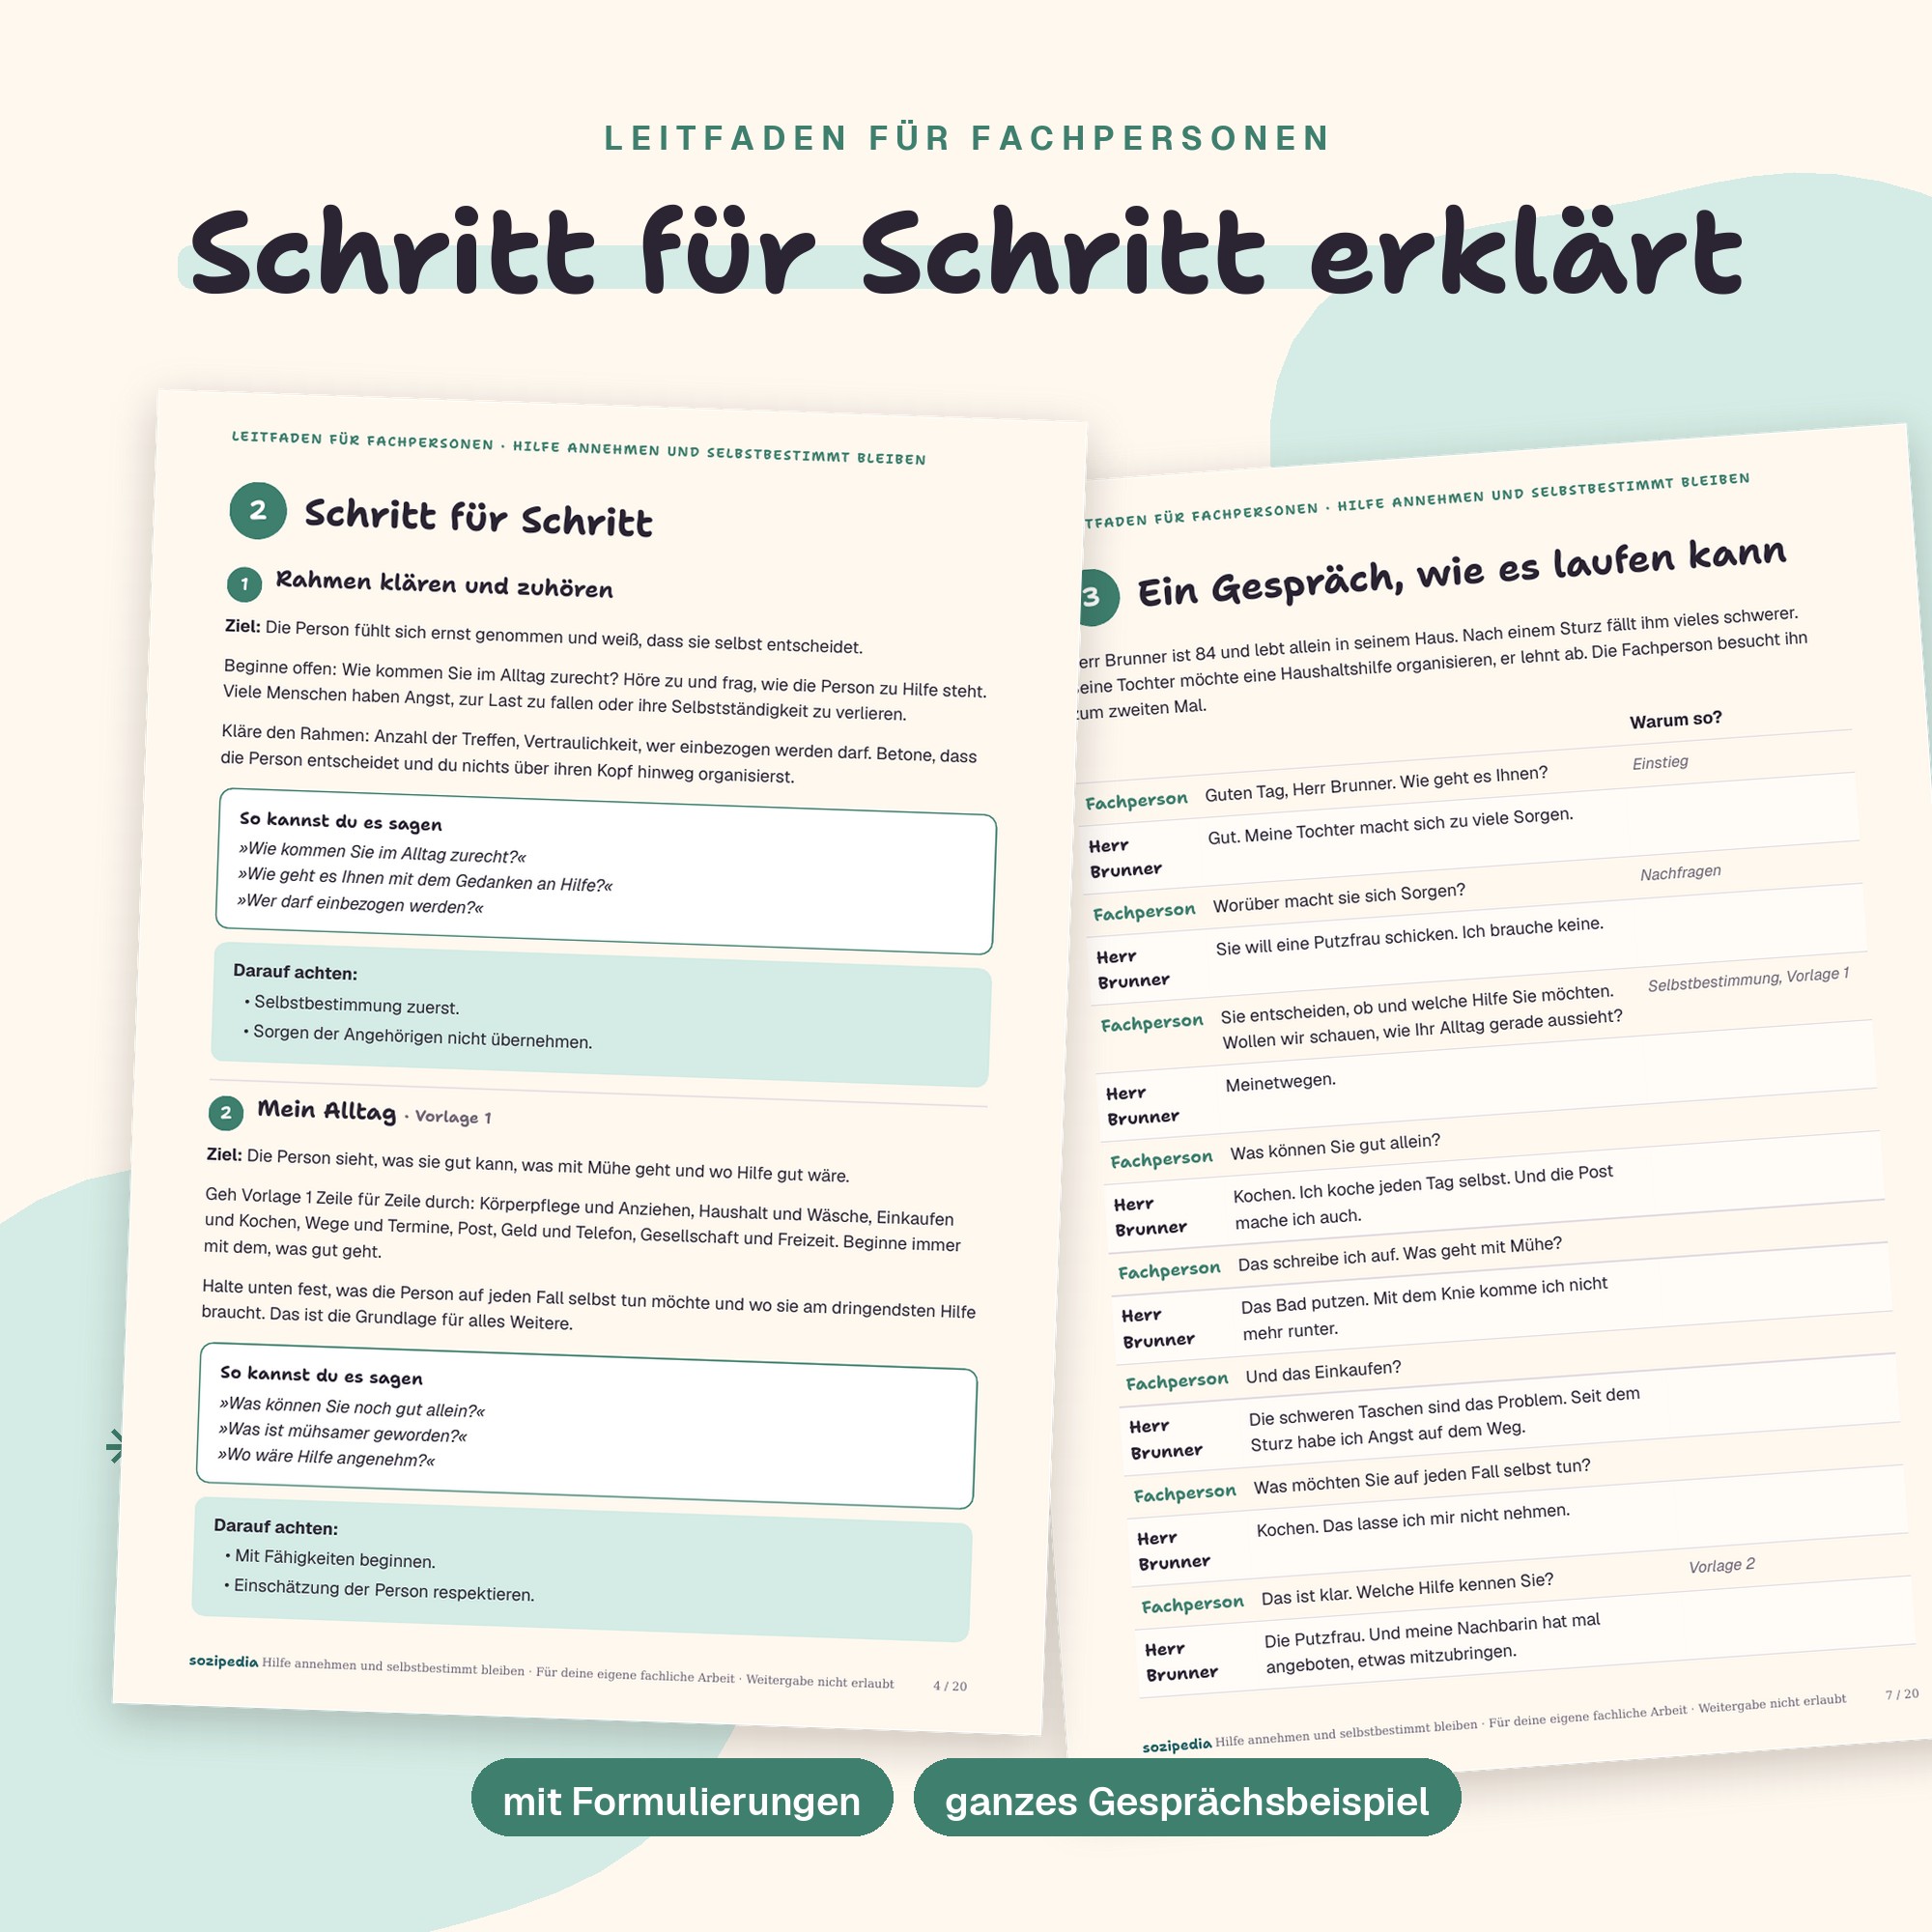 LEITFADEN FÜR FACHPERSONEN
Schritt für Schritt erklärt
LEITFADEN FÜR FACHPERSONEN · HILFE ANNEHMEN UND SELBSTBESTIMMT BLEIBEN
2 Schritt für Schritt
1 Rahmen klären und zuhören
Ziel: Die Person fühlt sich ernst genommen und weiß, dass sie selbst entscheidet.
Beginne offen: Wie kommen Sie im Alltag zurecht? Höre zu und frag, wie die Person zu Hilfe steht.
Viele Menschen haben Angst, zur Last zu fallen oder ihre Selbstständigkeit zu verlieren.
Kläre den Rahmen: Anzahl der Treffen, Vertraulichkeit, wer einbezogen werden darf. Betone, dass
die Person entscheidet und du nichts über ihren Kopf hinweg organisierst.
So kannst du es sagen
»Wie kommen Sie im Alltag zurecht?«
»Wie geht es Ihnen mit dem Gedanken an Hilfe?«
»Wer darf einbezogen werden?«
Darauf achten:
• Selbstbestimmung zuerst.
• Sorgen der Angehörigen nicht übernehmen.
2 Mein Alltag · Vorlage 1
Ziel: Die Person sieht, was sie gut kann, was mit Mühe geht und wo Hilfe gut wäre.
Geh Vorlage 1 Zeile für Zeile durch: Körperpflege und Anziehen, Haushalt und Wäsche, Einkaufen
und Kochen, Wege und Termine, Post, Geld und Telefon, Gesellschaft und Freizeit. Beginne immer
mit dem, was gut geht.
Halte unten fest, was die Person auf jeden Fall selbst tun möchte und wo sie am dringendsten Hilfe
braucht. Das ist die Grundlage für alles Weitere.
So kannst du es sagen
»Was können Sie noch gut allein?«
»Was ist mühsamer geworden?«
»Wo wäre Hilfe angenehm?«
Darauf achten:
• Mit Fähigkeiten beginnen.
• Einschätzung der Person respektieren.
sozipedia Hilfe annehmen und selbstbestimmt bleiben · Für deine eigene fachliche Arbeit · Weitergabe nicht erlaubt 4 / 20
TFADEN FÜR FACHPERSONEN · HILFE ANNEHMEN UND SELBSTBESTIMMT BLEIBEN
3 Ein Gespräch, wie es laufen kann
err Brunner ist 84 und lebt allein in seinem Haus. Nach einem Sturz fällt ihm vieles schwerer.
eine Tochter möchte eine Haushaltshilfe organisieren, er lehnt ab. Die Fachperson besucht ihn
zum zweiten Mal.
Warum so?
Fachperson Guten Tag, Herr Brunner. Wie geht es Ihnen? Einstieg
Herr Gut. Meine Tochter macht sich zu viele Sorgen.
Brunner
Fachperson Worüber macht sie sich Sorgen? Nachfragen
Herr Sie will eine Putzfrau schicken. Ich brauche keine.
Brunner
Fachperson Sie entscheiden, ob und welche Hilfe Sie möchten. Selbstbestimmung, Vorlage 1
Wollen wir schauen, wie Ihr Alltag gerade aussieht?
Herr Meinetwegen.
Brunner
Fachperson Was können Sie gut allein?
Herr Kochen. Ich koche jeden Tag selbst. Und die Post
Brunner mache ich auch.
Fachperson Das schreibe ich auf. Was geht mit Mühe?
Herr Das Bad putzen. Mit dem Knie komme ich nicht
Brunner mehr runter.
Fachperson Und das Einkaufen?
Herr Die schweren Taschen sind das Problem. Seit dem
Brunner Sturz habe ich Angst auf dem Weg.
Fachperson Was möchten Sie auf jeden Fall selbst tun?
Herr Kochen. Das lasse ich mir nicht nehmen.
Brunner
Fachperson Das ist klar. Welche Hilfe kennen Sie? Vorlage 2
Herr Die Putzfrau. Und meine Nachbarin hat mal
Brunner angeboten, etwas mitzubringen.
sozipedia Hilfe annehmen und selbstbestimmt bleiben · Für deine eigene fachliche Arbeit · Weitergabe nicht erlaubt 7 / 20
mit Formulierungen
ganzes Gesprächsbeispiel